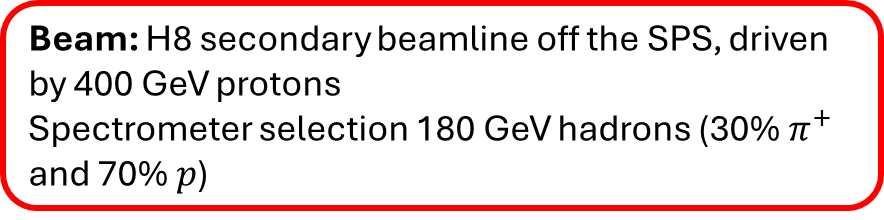 Beam: H8 secondary beamline off the SPS, driven
by 400 GeV protons
Spectrometer selection 180 GeV hadrons (30% π⁺
and 70% p)